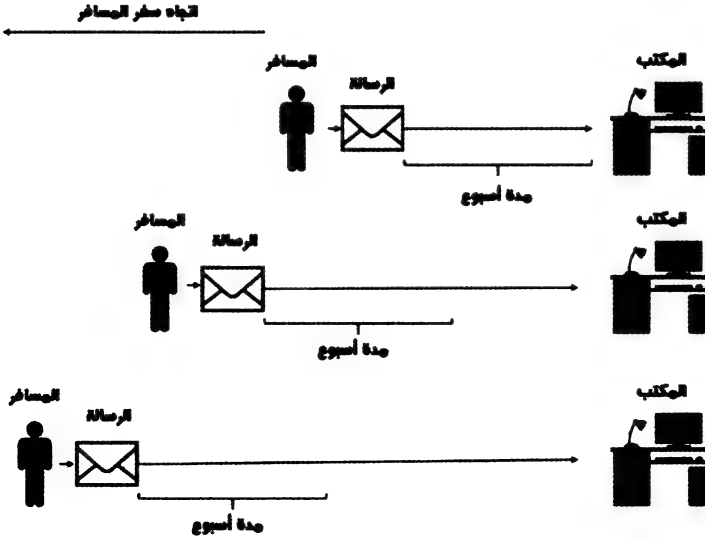 اتجاه سفر المسافر
المسافر
الرسالة
المكتب
مدة أسبوع
المسافر
الرسالة
المكتب
مدة أسبوع
المسافر
الرسالة
المكتب
مدة أسبوع